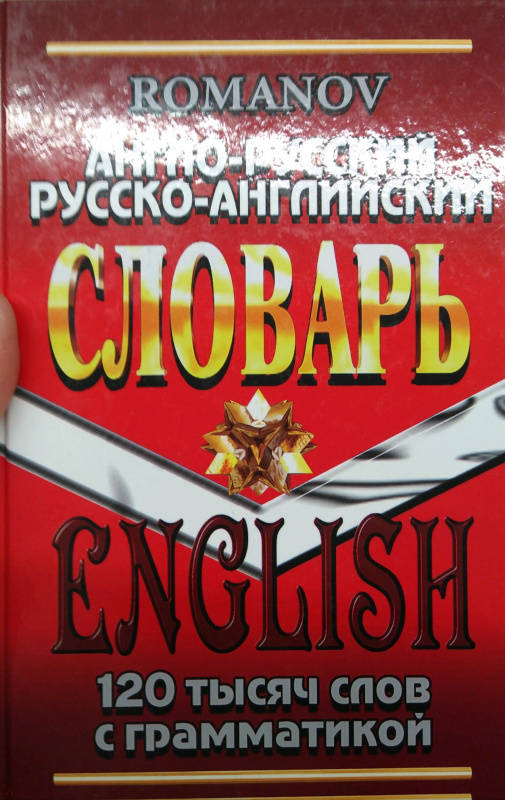 ROMANOV
АНГЛО-РУССКИЙ
РУССКО-АНГЛИЙСКИЙ
СЛОВАРЬ
ENGLISH
120 тысяч слов
с грамматикой